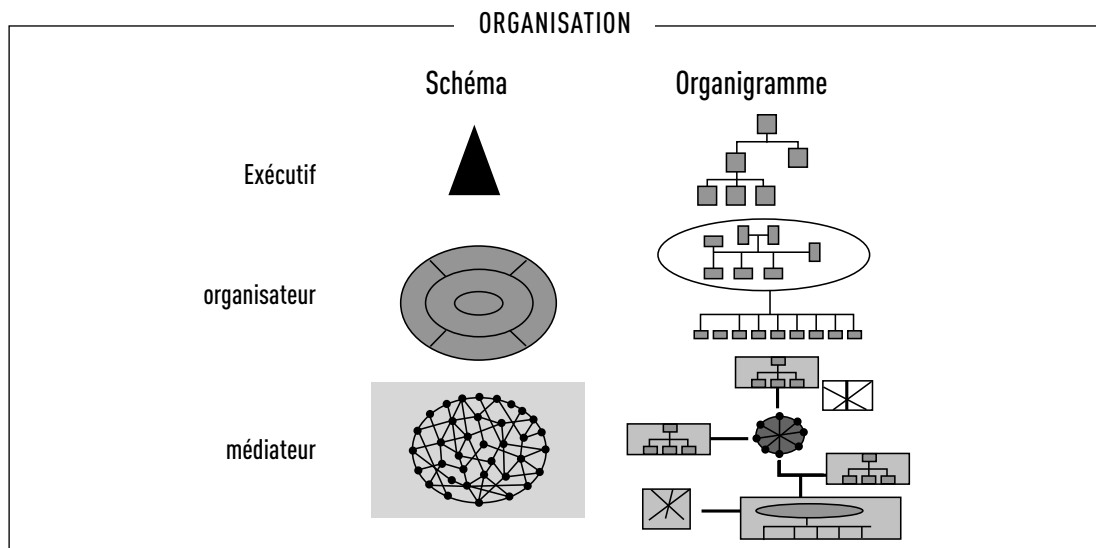 ORGANISATION
Schéma
Organigramme
Exécutif
organisateur
médiateur